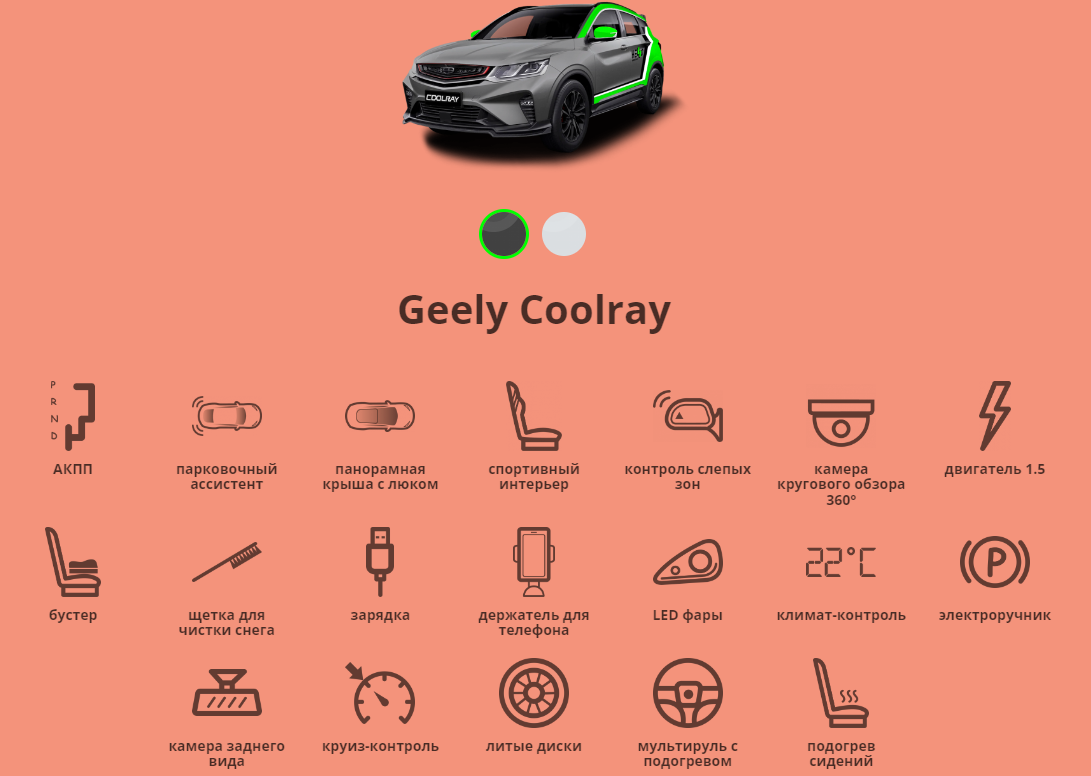 COOLRAY
Geely Coolray
P
R
N
D
АКПП
парковочный
ассистент
панорамная
крыша с люком
спортивный
интерьер
контроль слепых
зон
камера
кругового обзора
360°
двигатель 1.5
бустер
щетка для
чистки снега
зарядка
держатель для
телефона
LED фары
22°C
климат-контроль
P
электроручник
камера заднего
вида
круиз-контроль
литые диски
мультируль с
подогревом
подогрев
сидений